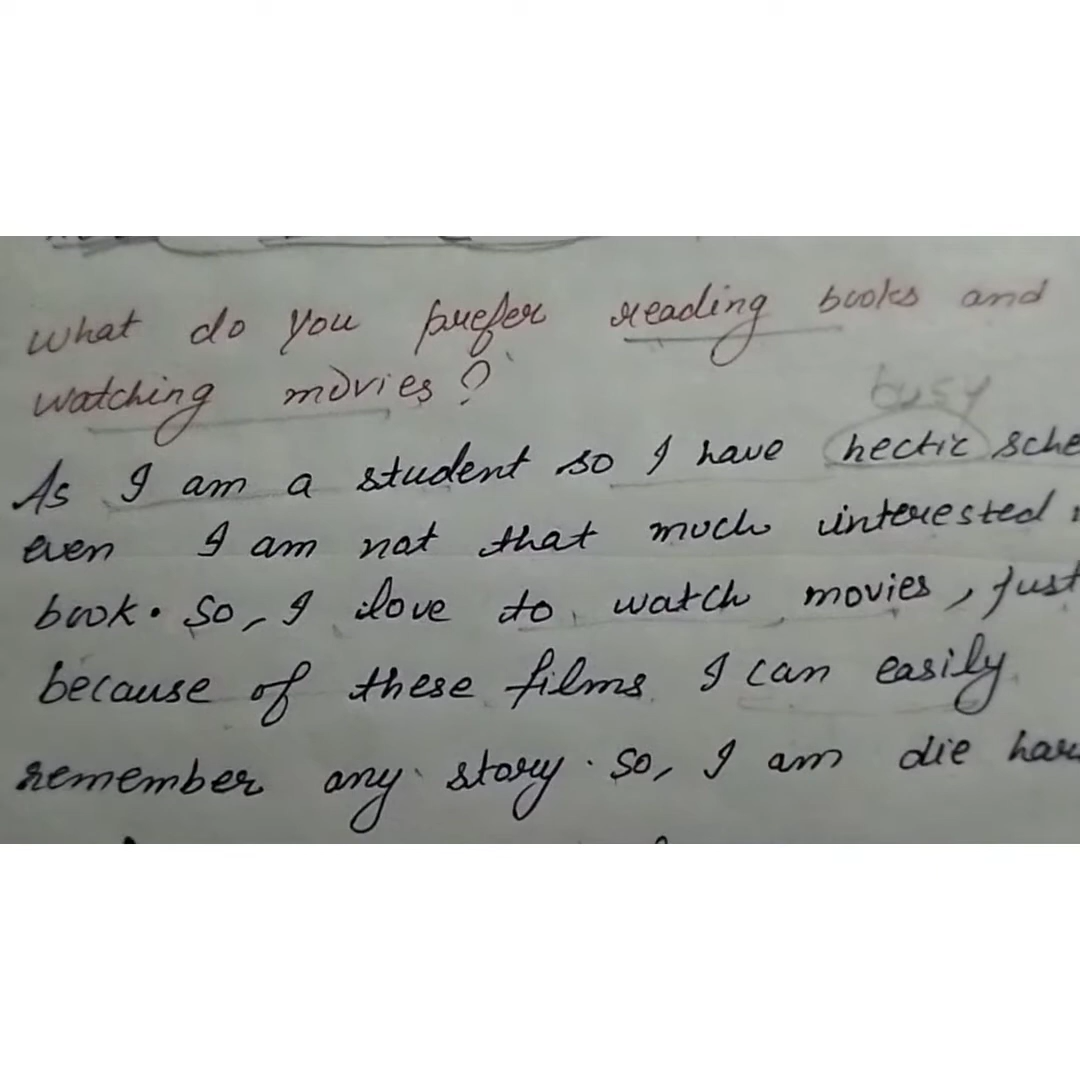 What do you prefer reading books and
watching movies?
busy
As I am a student so I have hectic sche
even I am not that much interested
book. So, I love to watch movies, just
because of these films I can easily
remember any story. So, I am die har